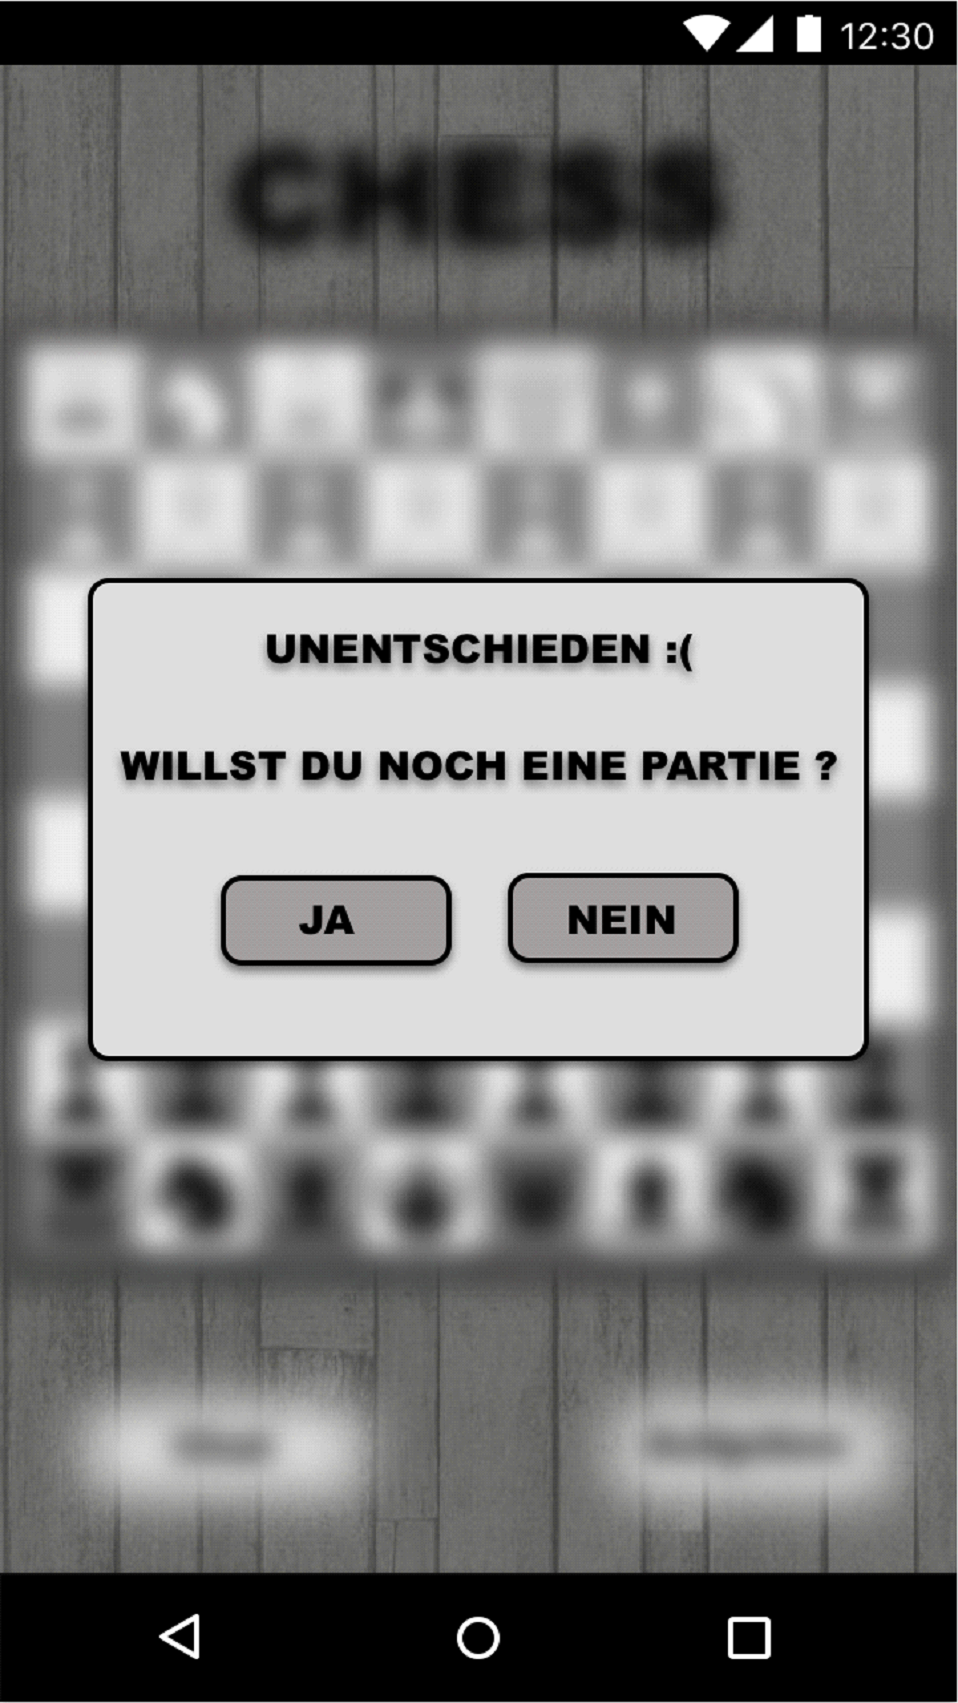 12:30
CHESS
UNENTSCHIEDEN :(
WILLST DU NOCH EINE PARTIE ?
JA
NEIN